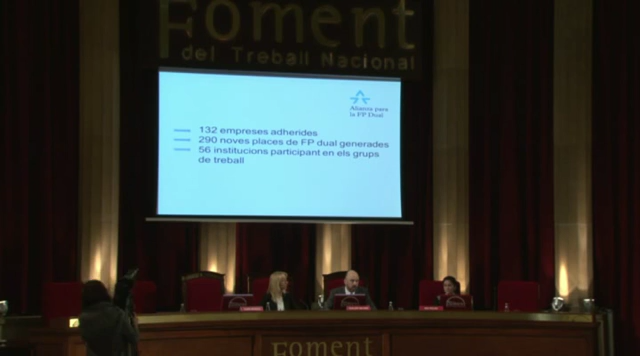 Foment
del Treball Nacional
Alianza para
la FP Dual
132 empreses adherides
290 noves places de FP dual generades
56 institucions participant en els grups
de treball
Foment